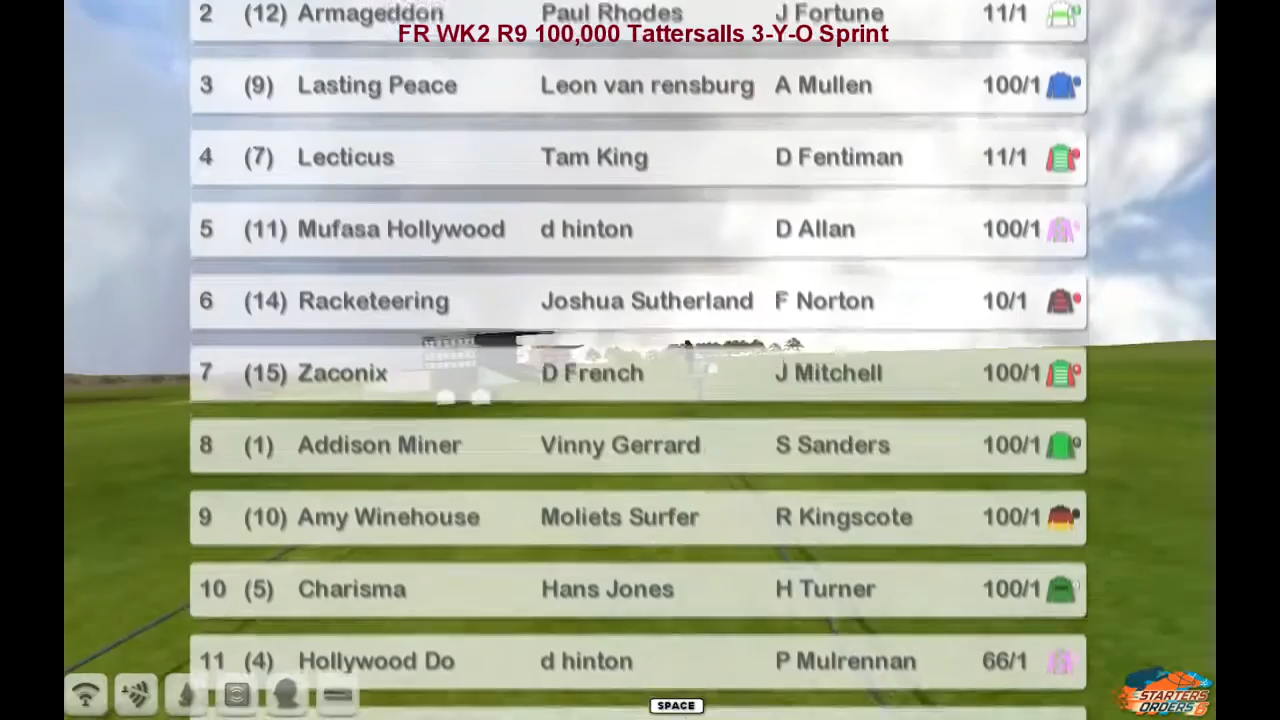 2 (12) Armageddon Paul Rhodes J Fortune 11/1
FR WK2 R9 100,000 Tattersalls 3-Y-O Sprint
3 (9) Lasting Peace Leon van rensburg A Mullen 100/1
4 (7) Lecticus Tam King D Fentiman 11/1
5 (11) Mufasa Hollywood d hinton D Allan 100/1
6 (14) Racketeering Joshua Sutherland F Norton 10/1
7 (15) Zaconix D French J Mitchell 100/1
8 (1) Addison Miner Vinny Gerrard S Sanders 100/1
9 (10) Amy Winehouse Moliets Surfer R Kingscote 100/1
10 (5) Charisma Hans Jones H Turner 100/1
11 (4) Hollywood Do d hinton P Mulrennan 66/1
SPACE
STARTERS
ORDERS 6